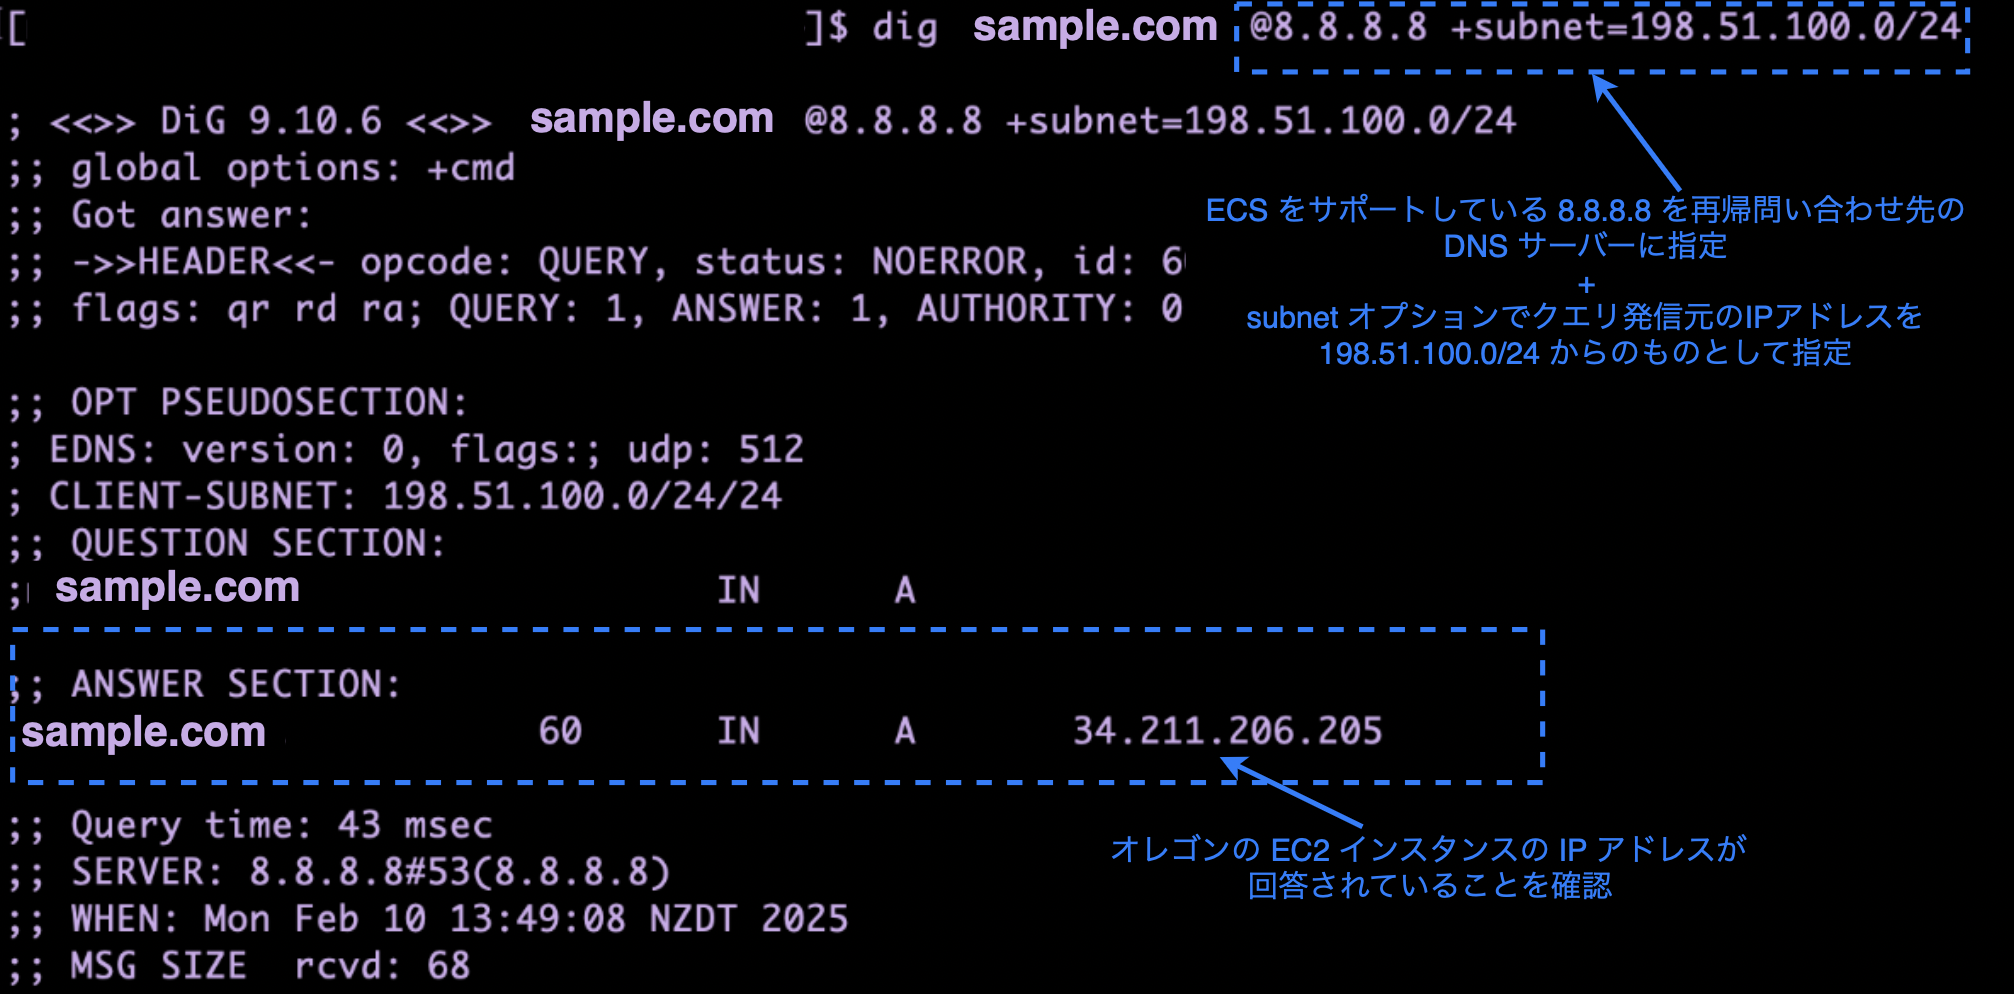 [ ]$ dig sample.com @8.8.8.8 +subnet=198.51.100.0/24
; <<>> DiG 9.10.6 <<>> sample.com @8.8.8.8 +subnet=198.51.100.0/24
;; global options: +cmd
;; Got answer:
;; ->>HEADER<<- opcode: QUERY, status: NOERROR, id: 6
;; flags: qr rd ra; QUERY: 1, ANSWER: 1, AUTHORITY: 0
ECS をサポートしている 8.8.8.8 を再帰問い合わせ先の
DNS サーバーに指定
+
subnet オプションでクエリ発信元のIPアドレスを
198.51.100.0/24 からのものとして指定
;; OPT PSEUDOSECTION:
; EDNS: version: 0, flags:; udp: 512
; CLIENT-SUBNET: 198.51.100.0/24/24
;; QUESTION SECTION:
; sample.com IN A
;; ANSWER SECTION:
sample.com 60 IN A 34.211.206.205
オレゴンの EC2 インスタンスの IP アドレスが
回答されていることを確認
;; Query time: 43 msec
;; SERVER: 8.8.8.8#53(8.8.8.8)
;; WHEN: Mon Feb 10 13:49:08 NZDT 2025
;; MSG SIZE rcvd: 68